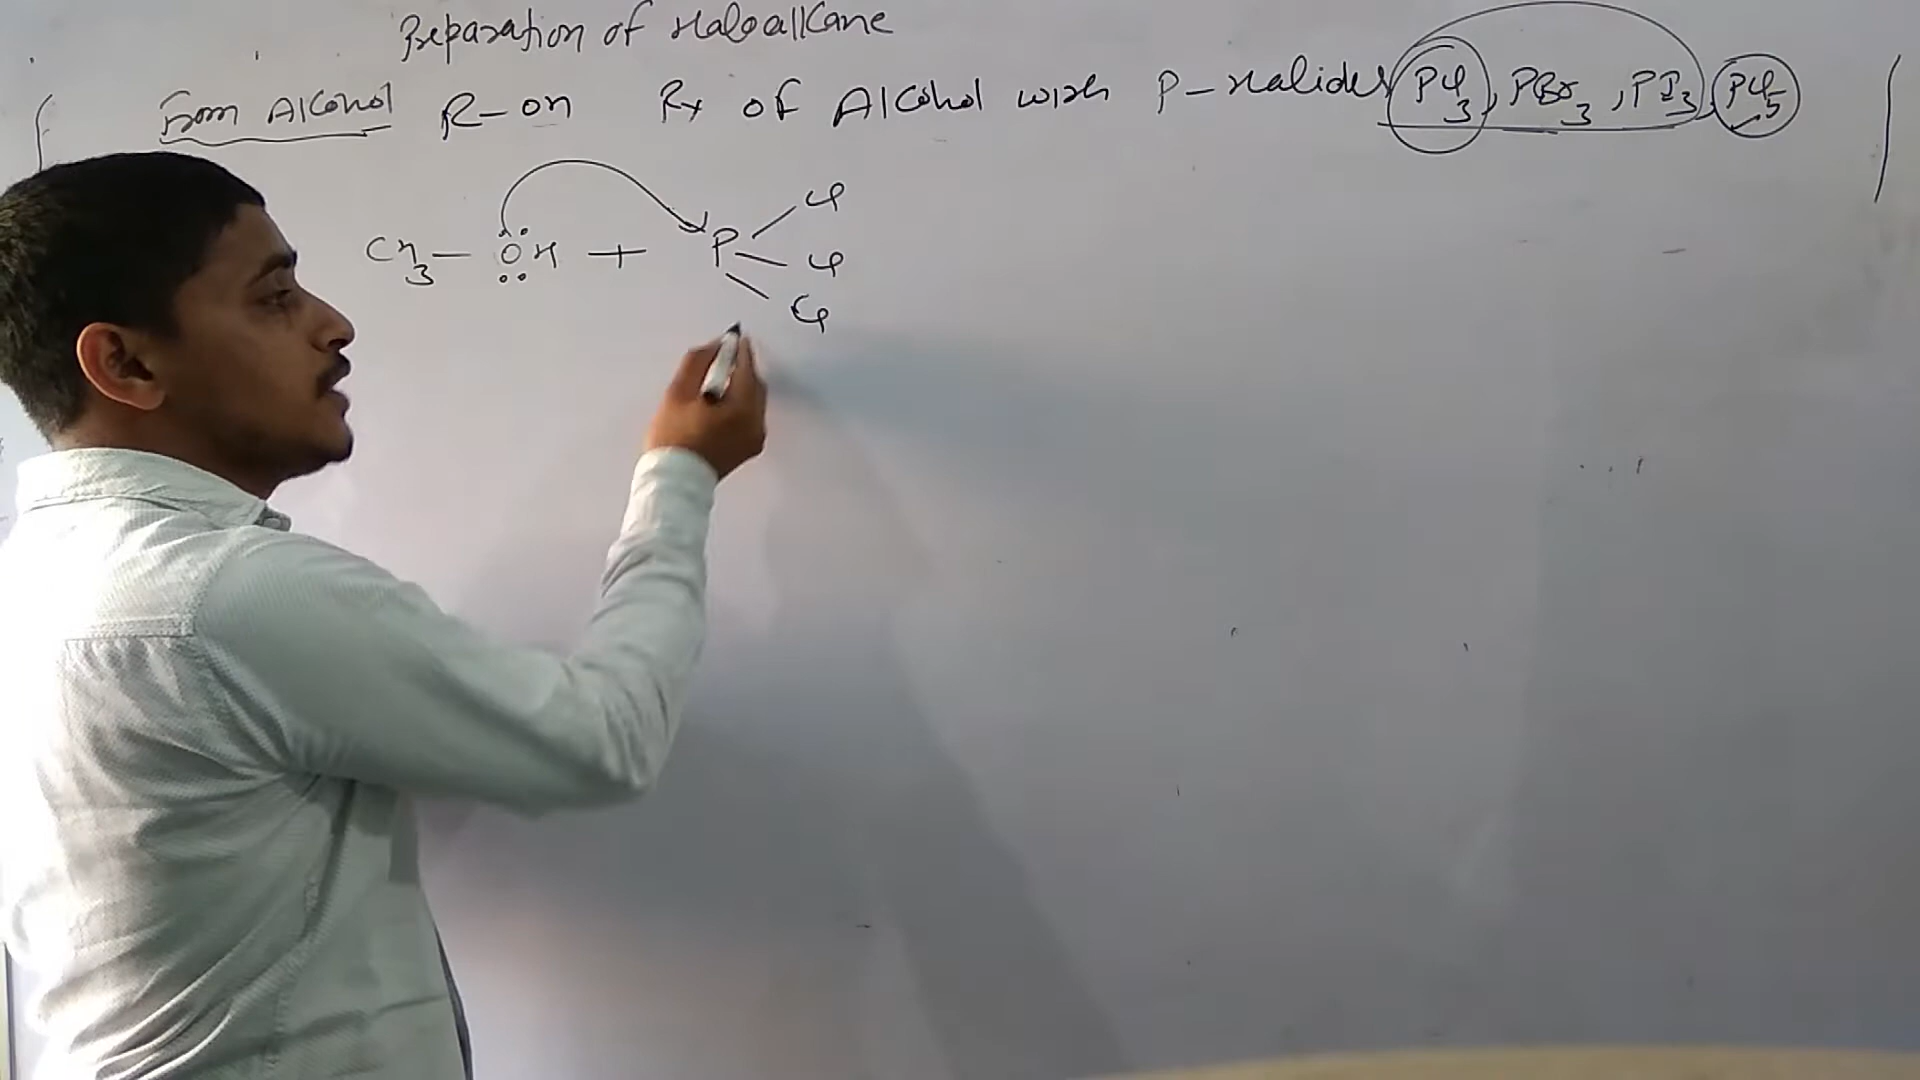 Preparation of Haloalkane
From Alcohol R-OH Rx of Alcohol with P-Halides PCl3, PBr3, PI3, PCl5
CH3-OH + P Cl
Cl
Cl